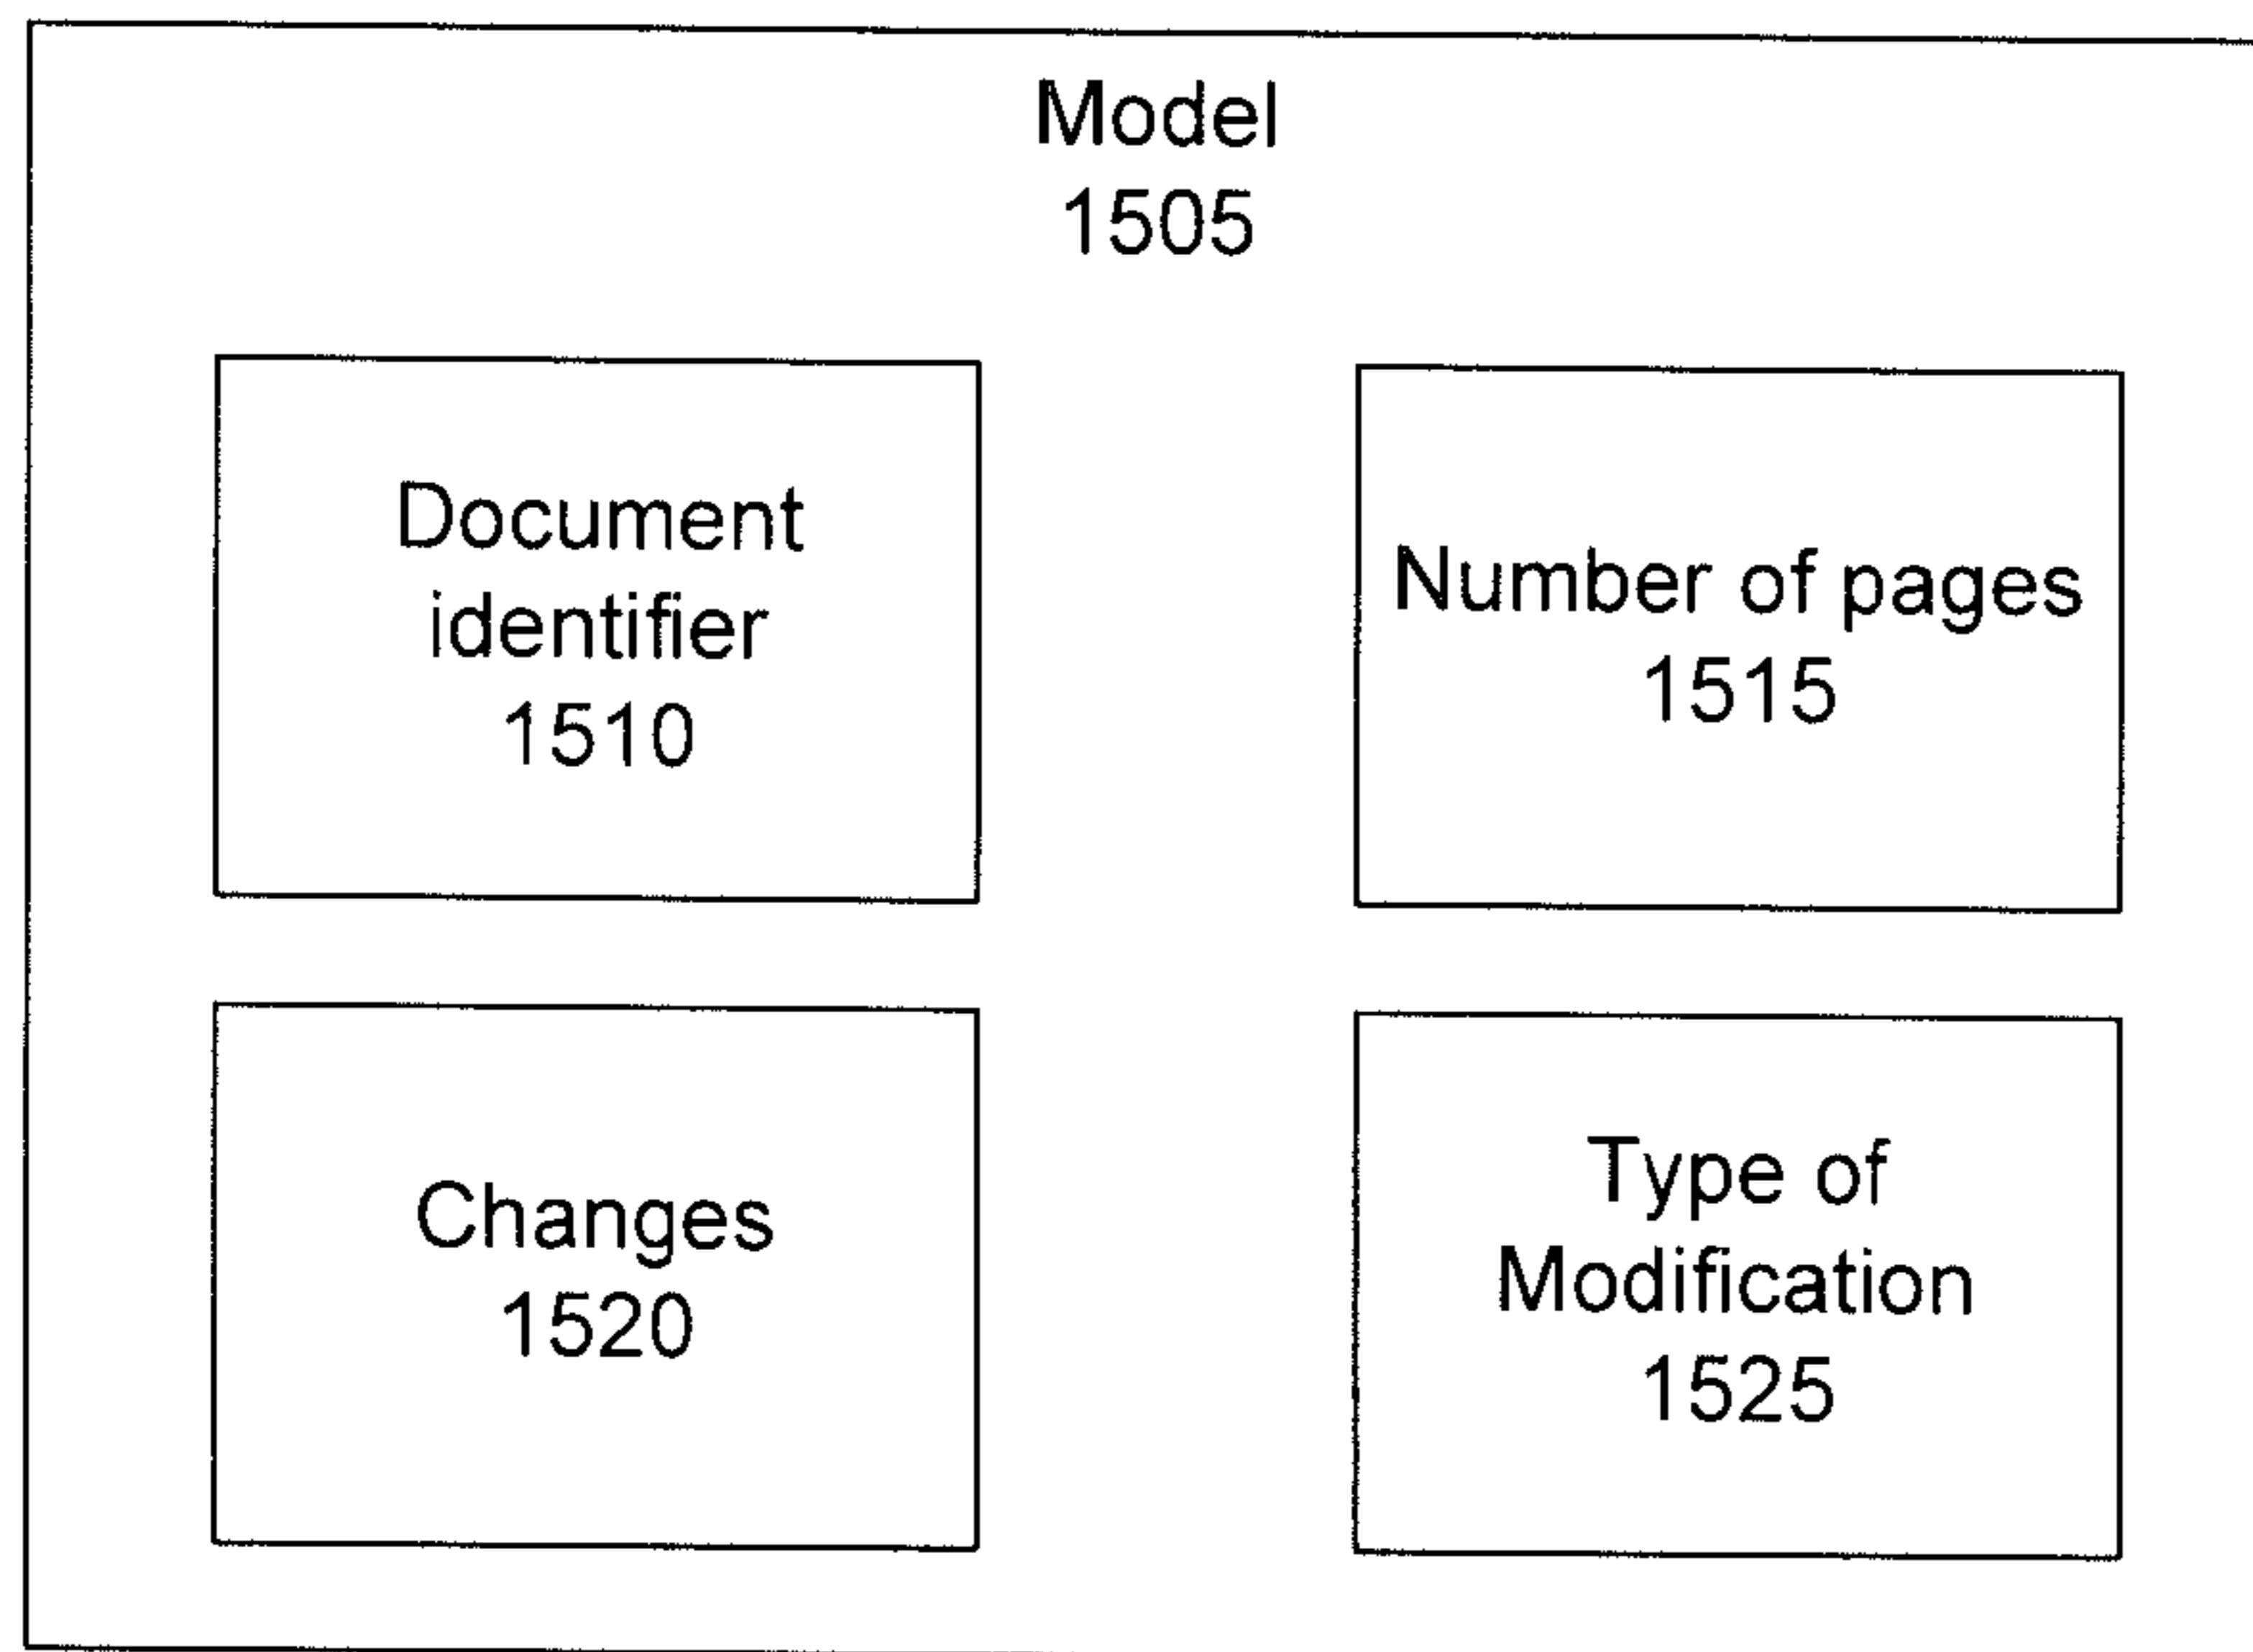 Model
1505
Document
identifier
1510
Number of pages
1515
Changes
1520
Type of
Modification
1525